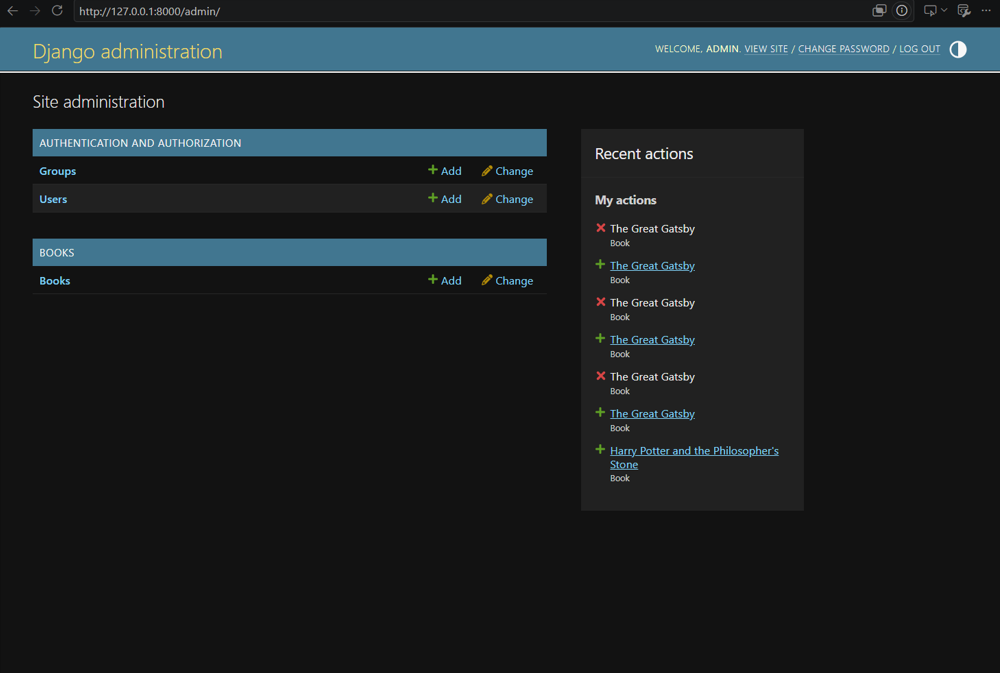 http://127.0.0.1:8000/admin/
Django administration
WELCOME, ADMIN. VIEW SITE / CHANGE PASSWORD / LOG OUT
Site administration
AUTHENTICATION AND AUTHORIZATION
Groups Add Change
Users Add Change
BOOKS
Books Add Change
Recent actions
My actions
The Great Gatsby
Book
The Great Gatsby
Book
The Great Gatsby
Book
The Great Gatsby
Book
The Great Gatsby
Book
The Great Gatsby
Book
Harry Potter and the Philosopher's
Stone
Book